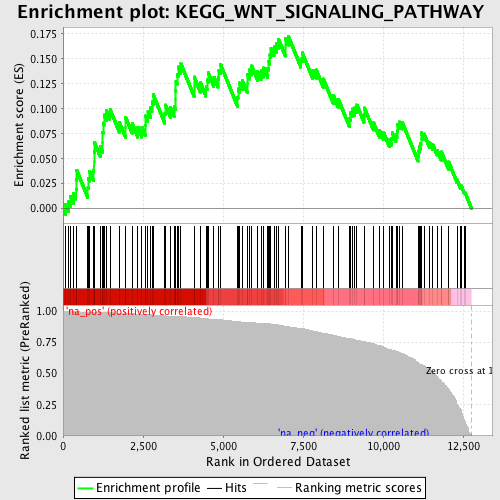 Enrichment plot: KEGG_WNT_SIGNALING_PATHWAY
Enrichment score (ES)
0.175
0.150
0.125
0.100
0.075
0.050
0.025
0.000
'na_pos' (positively correlated)
Ranked list metric (PreRanked)
1.00
0.75
0.50
0.25
0.00
Zero cross at 1
'na_neg' (negatively correlated)
0
2,500
5,000
7,500
10,000
12,500
Rank in Ordered Dataset
Enrichment profile
Hits
Ranking metric scores